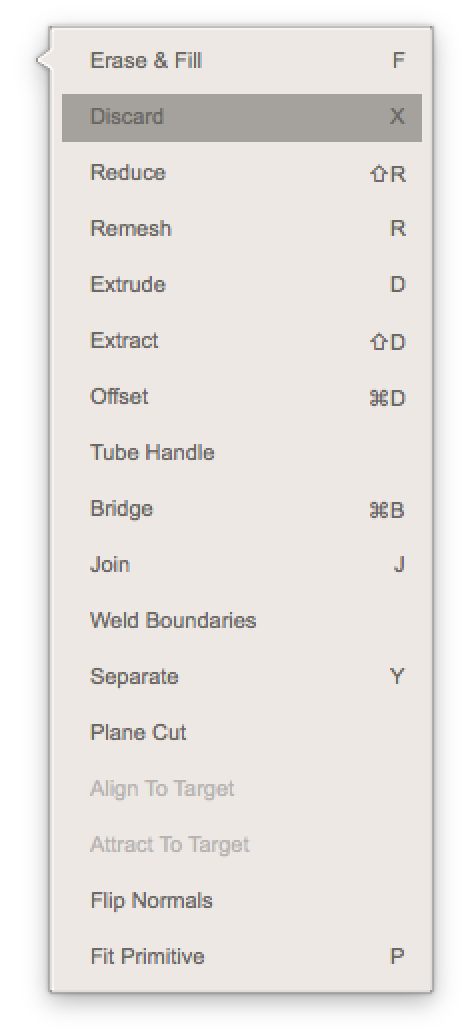 Erase & Fill F
Discard X
Reduce ⇧R
Remesh R
Extrude D
Extract ⇧D
Offset ⌘D
Tube Handle
Bridge ⌘B
Join J
Weld Boundaries
Separate Y
Plane Cut
Align To Target
Attract To Target
Flip Normals
Fit Primitive P